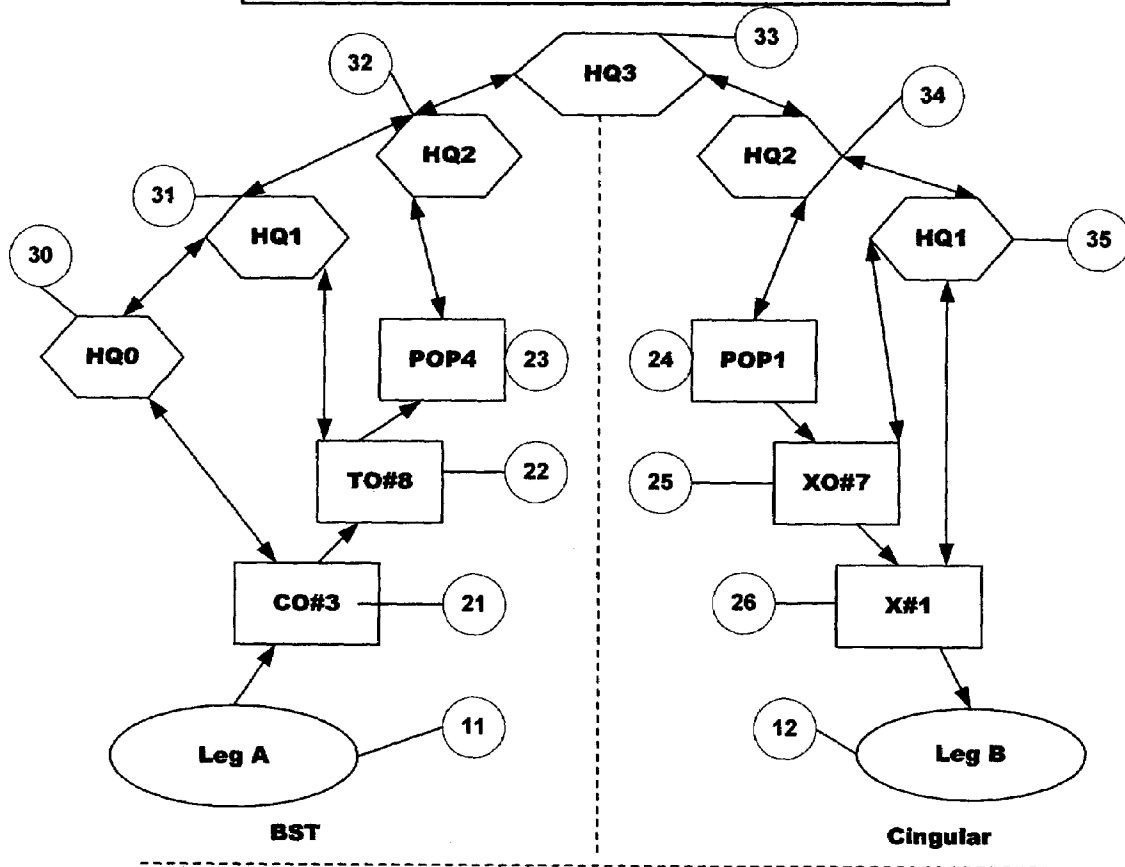 33
HQ3
32
34
HQ2
HQ2
31
HQ1
HQ1
35
30
HQ0
POP4
23
24
POP1
TO#8
22
25
XO#7
CO#3
21
26
X#1
11
12
Leg A
Leg B
BST
Cingular